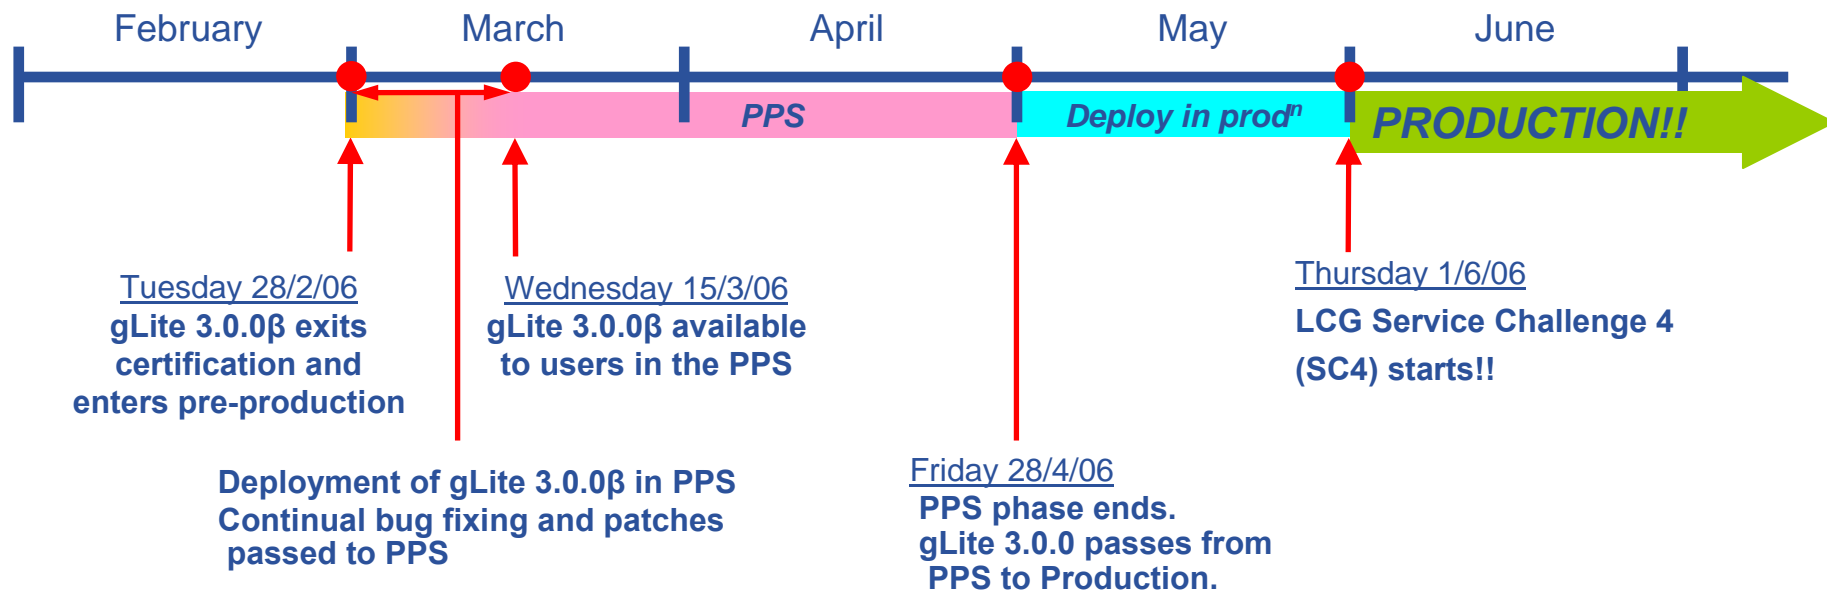 February March April May June
PPS Deploy in prodⁿ PRODUCTION!!
Tuesday 28/2/06
gLite 3.0.0β exits
certification and
enters pre-production
Wednesday 15/3/06
gLite 3.0.0β available
to users in the PPS
Thursday 1/6/06
LCG Service Challenge 4
(SC4) starts!!
Deployment of gLite 3.0.0β in PPS
Continual bug fixing and patches
passed to PPS
Friday 28/4/06
PPS phase ends.
gLite 3.0.0 passes from
PPS to Production.